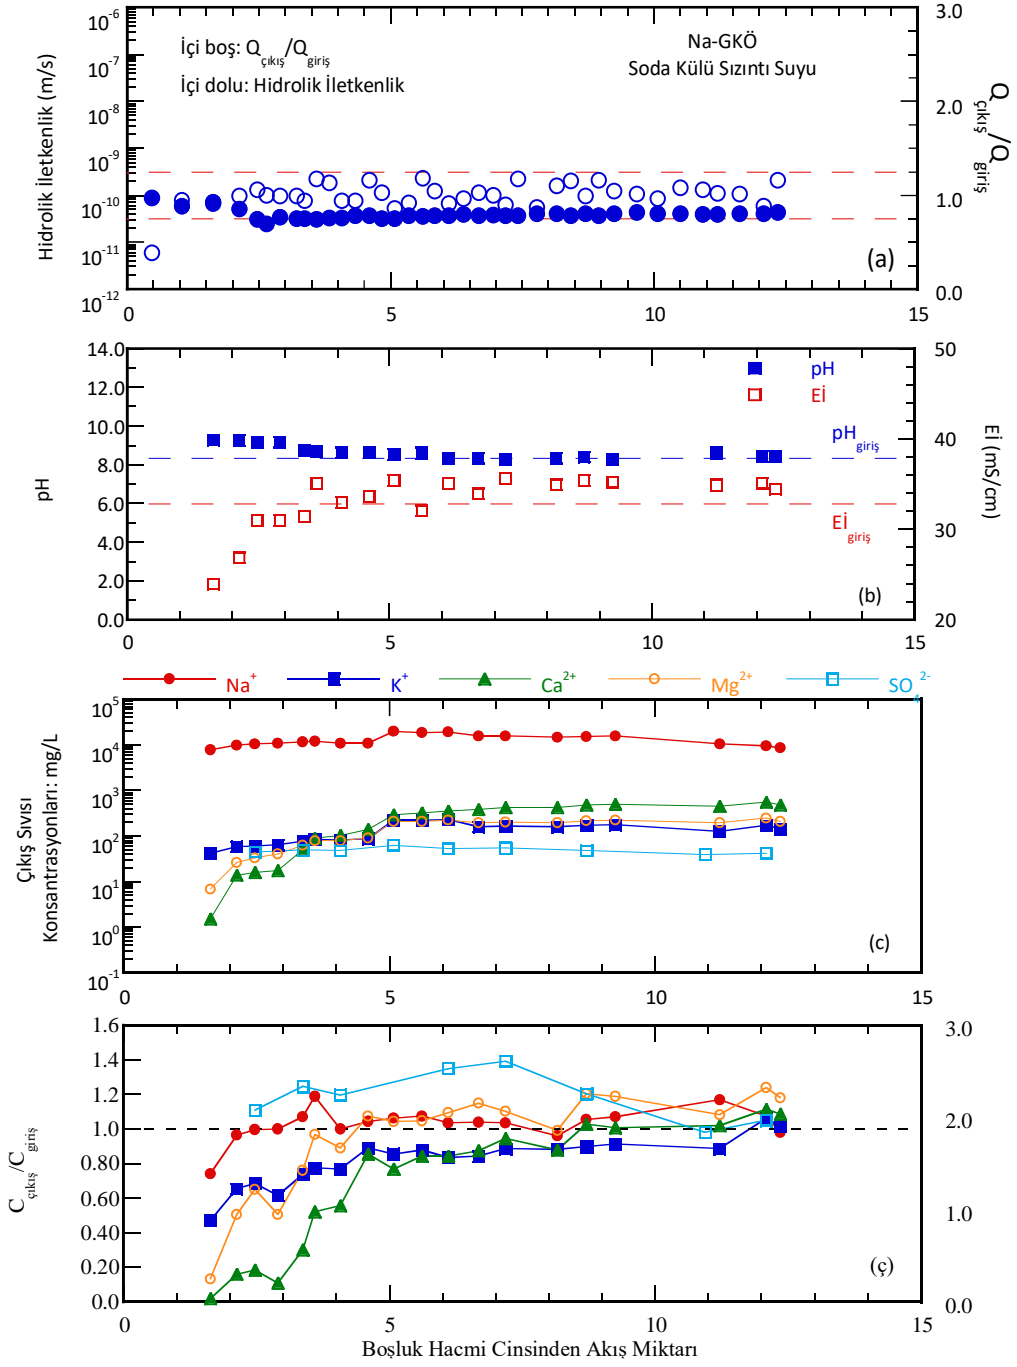 İçi boş: Q_çıkış/Q_giriş
İçi dolu: Hidrolik İletkenlik
Na-GKÖ
Soda Külü Sızıntı Suyu
Hidrolik İletkenlik (m/s)
10^-6
10^-7
10^-8
10^-9
10^-10
10^-11
10^-12
3.0
2.0
1.0
0.0
Q_çıkış/Q_giriş
(a)
0 5 10 15
pH
14.0
12.0
10.0
8.0
6.0
4.0
2.0
0.0
pH
Eİ
pH_giriş
Eİ_giriş
50
40
30
20
Eİ (mS/cm)
(b)
0 5 10 15
Na^+ K^+ Ca^2+ Mg^2+ SO_4^2-
Çıkış Sıvısı
Konsantrasyonları: mg/L
10^5
10^4
10^3
10^2
10^1
10^0
10^-1
(c)
0 5 10 15
C_çıkış/C_giriş
1.6
1.4
1.2
1.0
0.80
0.60
0.40
0.20
0.0
3.0
2.0
1.0
0.0
(ç)
0 5 10 15
Boşluk Hacmi Cinsinden Akış Miktarı